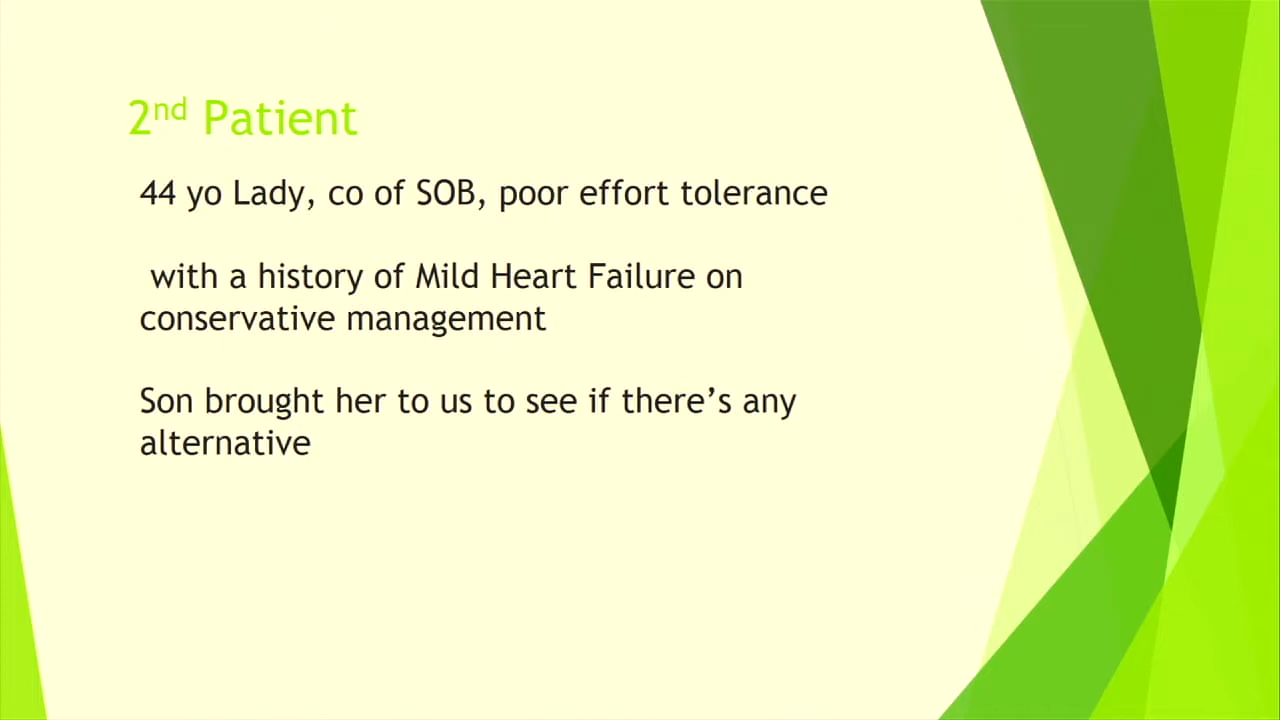 2nd Patient
44 yo Lady, co of SOB, poor effort tolerance
with a history of Mild Heart Failure on
conservative management
Son brought her to us to see if there’s any
alternative